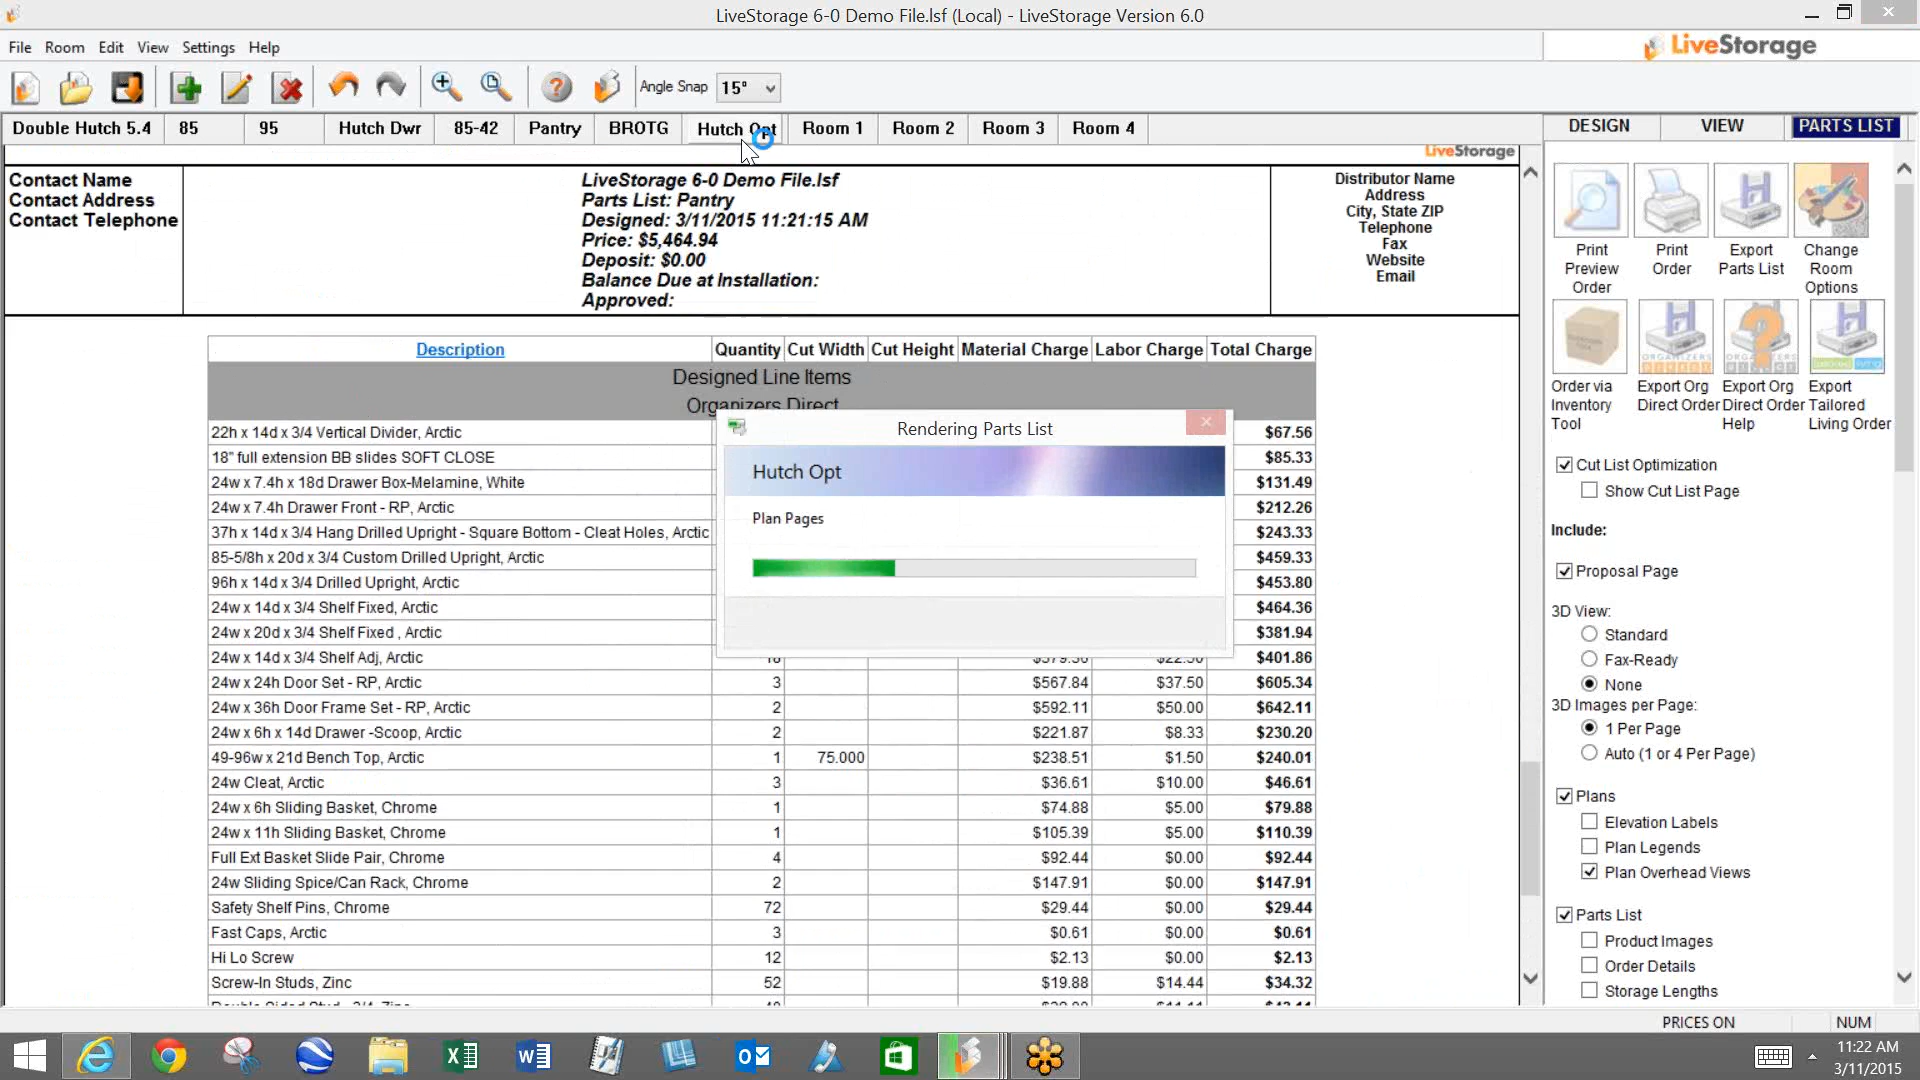 LiveStorage 6-0 Demo File.lsf (Local) - LiveStorage Version 6.0
File Room Edit View Settings Help
LiveStorage
Angle Snap 15°
Double Hutch 5.4 85 95 Hutch Dwr 85-42 Pantry BROTG Hutch Opt Room 1 Room 2 Room 3 Room 4
DESIGN VIEW PARTS LIST
LiveStorage
Contact Name
Contact Address
Contact Telephone
LiveStorage 6-0 Demo File.lsf
Parts List: Pantry
Designed: 3/11/2015 11:21:15 AM
Price: $5,464.94
Deposit: $0.00
Balance Due at Installation:
Approved:
Distributor Name
Address
City, State ZIP
Telephone
Fax
Website
Email
Description Quantity Cut Width Cut Height Material Charge Labor Charge Total Charge
Designed Line Items
Organizers Direct
22h x 14d x 3/4 Vertical Divider, Arctic $67.56
18" full extension BB slides SOFT CLOSE $85.33
24w x 7.4h x 18d Drawer Box-Melamine, White $131.49
24w x 7.4h Drawer Front - RP, Arctic $212.26
37h x 14d x 3/4 Hang Drilled Upright - Square Bottom - Cleat Holes, Arctic $243.33
85-5/8h x 20d x 3/4 Custom Drilled Upright, Arctic $459.33
96h x 14d x 3/4 Drilled Upright, Arctic $453.80
24w x 14d x 3/4 Shelf Fixed, Arctic $464.36
24w x 20d x 3/4 Shelf Fixed , Arctic $381.94
24w x 14d x 3/4 Shelf Adj, Arctic 18 $379.36 $22.50 $401.86
24w x 24h Door Set - RP, Arctic 3 $567.84 $37.50 $605.34
24w x 36h Door Frame Set - RP, Arctic 2 $592.11 $50.00 $642.11
24w x 6h x 14d Drawer -Scoop, Arctic 2 $221.87 $8.33 $230.20
49-96w x 21d Bench Top, Arctic 1 75.000 $238.51 $1.50 $240.01
24w Cleat, Arctic 3 $36.61 $10.00 $46.61
24w x 6h Sliding Basket, Chrome 1 $74.88 $5.00 $79.88
24w x 11h Sliding Basket, Chrome 1 $105.39 $5.00 $110.39
Full Ext Basket Slide Pair, Chrome 4 $92.44 $0.00 $92.44
24w Sliding Spice/Can Rack, Chrome 2 $147.91 $0.00 $147.91
Safety Shelf Pins, Chrome 72 $29.44 $0.00 $29.44
Fast Caps, Arctic 3 $0.61 $0.00 $0.61
Hi Lo Screw 12 $2.13 $0.00 $2.13
Screw-In Studs, Zinc 52 $19.88 $14.44 $34.32
Rendering Parts List
Hutch Opt
Plan Pages
Print Preview Order
Print Order
Export Parts List
Change Room Options
Order via Inventory Tool
Export Org Direct Order
Export Org Direct Order Help
Export Tailored Living Order
Cut List Optimization
Show Cut List Page
Include:
Proposal Page
3D View:
Standard
Fax-Ready
None
3D Images per Page:
1 Per Page
Auto (1 or 4 Per Page)
Plans
Elevation Labels
Plan Legends
Plan Overhead Views
Parts List
Product Images
Order Details
Storage Lengths
PRICES ON NUM
11:22 AM
3/11/2015